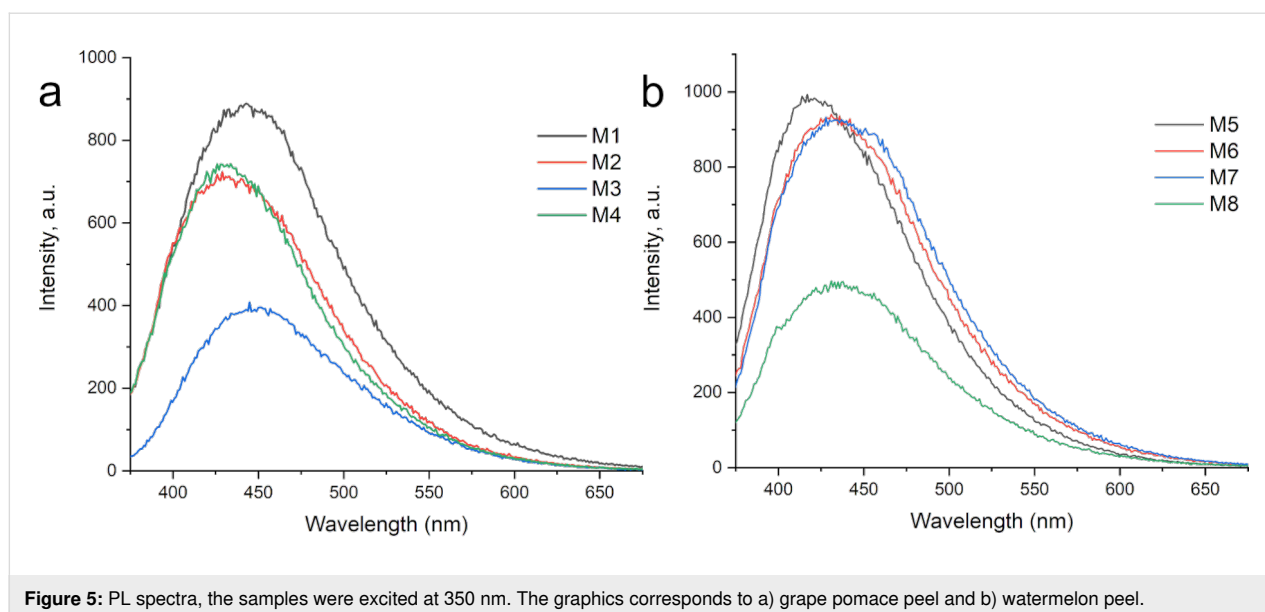 a
1000
800
600
400
200
0
400 450 500 550 600 650
Intensity, a.u.
Wavelength (nm)
M1
M2
M3
M4
b
1000
800
600
400
200
0
400 450 500 550 600 650
Intensity, a.u.
Wavelength (nm)
M5
M6
M7
M8
Figure 5: PL spectra, the samples were excited at 350 nm. The graphics corresponds to a) grape pomace peel and b) watermelon peel.